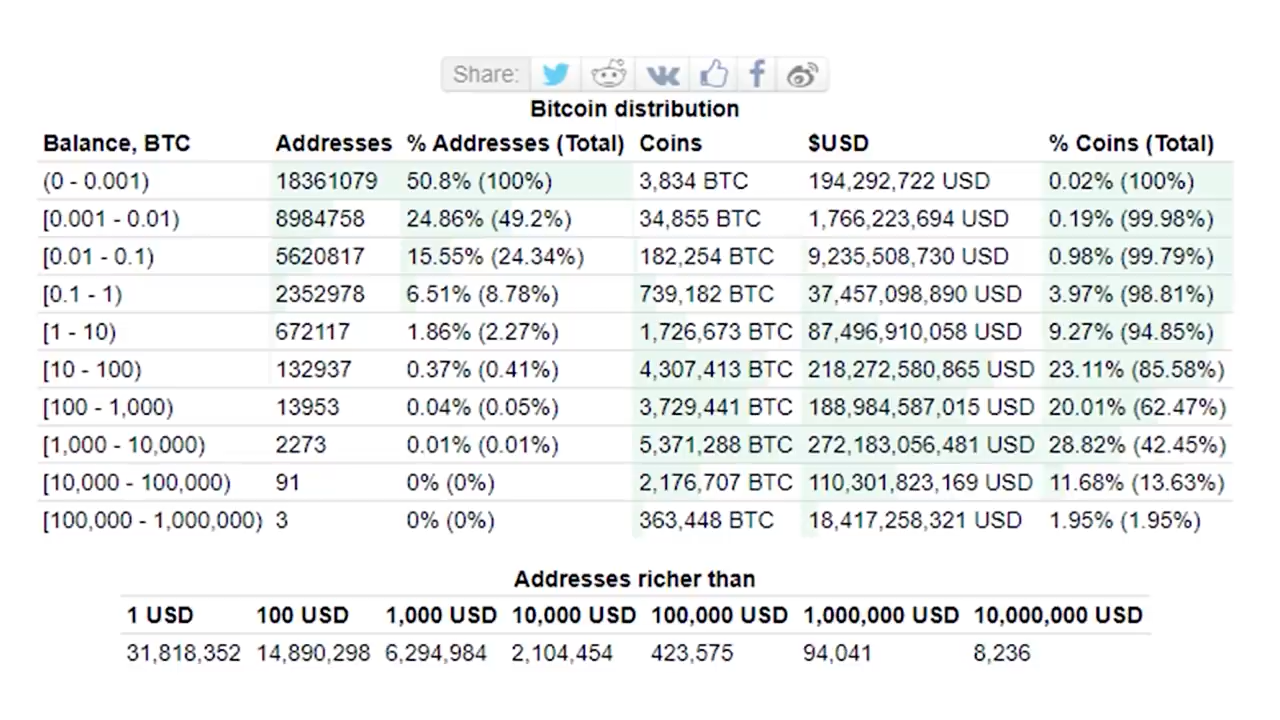 Share:
Bitcoin distribution
Balance, BTC Addresses % Addresses (Total) Coins $USD % Coins (Total)
(0 - 0.001) 18361079 50.8% (100%) 3,834 BTC 194,292,722 USD 0.02% (100%)
[0.001 - 0.01) 8984758 24.86% (49.2%) 34,855 BTC 1,766,223,694 USD 0.19% (99.98%)
[0.01 - 0.1) 5620817 15.55% (24.34%) 182,254 BTC 9,235,508,730 USD 0.98% (99.79%)
[0.1 - 1) 2352978 6.51% (8.78%) 739,182 BTC 37,457,098,890 USD 3.97% (98.81%)
[1 - 10) 672117 1.86% (2.27%) 1,726,673 BTC 87,496,910,058 USD 9.27% (94.85%)
[10 - 100) 132937 0.37% (0.41%) 4,307,413 BTC 218,272,580,865 USD 23.11% (85.58%)
[100 - 1,000) 13953 0.04% (0.05%) 3,729,441 BTC 188,984,587,015 USD 20.01% (62.47%)
[1,000 - 10,000) 2273 0.01% (0.01%) 5,371,288 BTC 272,183,056,481 USD 28.82% (42.45%)
[10,000 - 100,000) 91 0% (0%) 2,176,707 BTC 110,301,823,169 USD 11.68% (13.63%)
[100,000 - 1,000,000) 3 0% (0%) 363,448 BTC 18,417,258,321 USD 1.95% (1.95%)
Addresses richer than
1 USD 100 USD 1,000 USD 10,000 USD 100,000 USD 1,000,000 USD 10,000,000 USD
31,818,352 14,890,298 6,294,984 2,104,454 423,575 94,041 8,236